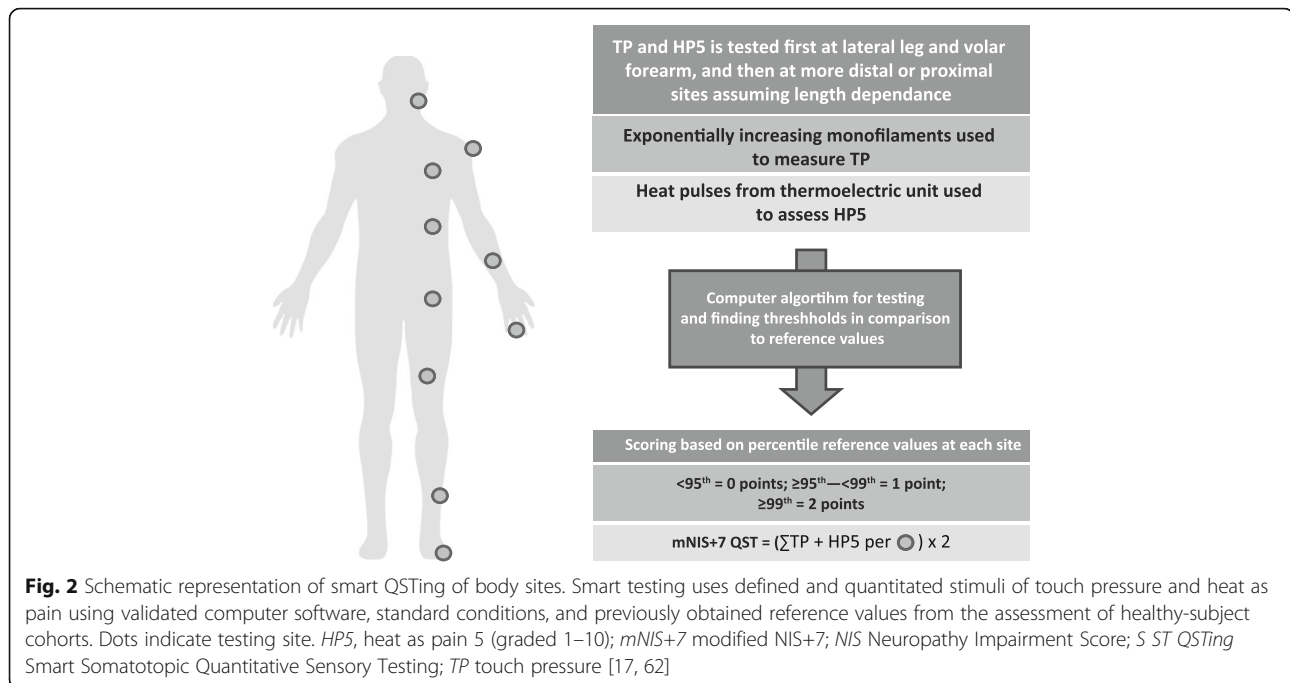 TP and HP5 is tested first at lateral leg and volar
forearm, and then at more distal or proximal
sites assuming length dependance
Exponentially increasing monofilaments used
to measure TP
Heat pulses from thermoelectric unit used
to assess HP5
Computer algotihm for testing
and finding threshholds in comparison
to reference values
Scoring based on percentile reference values at each site
<95th = 0 points; ≥95th—<99th = 1 point;
≥99th = 2 points
mNIS+7 QST = (∑TP + HP5 per ) x 2
Fig. 2 Schematic representation of smart QSTing of body sites. Smart testing uses defined and quantitated stimuli of touch pressure and heat as
pain using validated computer software, standard conditions, and previously obtained reference values from the assessment of healthy-subject
cohorts. Dots indicate testing site. HP5, heat as pain 5 (graded 1–10); mNIS+7 modified NIS+7; NIS Neuropathy Impairment Score; S ST QSTing
Smart Somatotopic Quantitative Sensory Testing; TP touch pressure [17, 62]